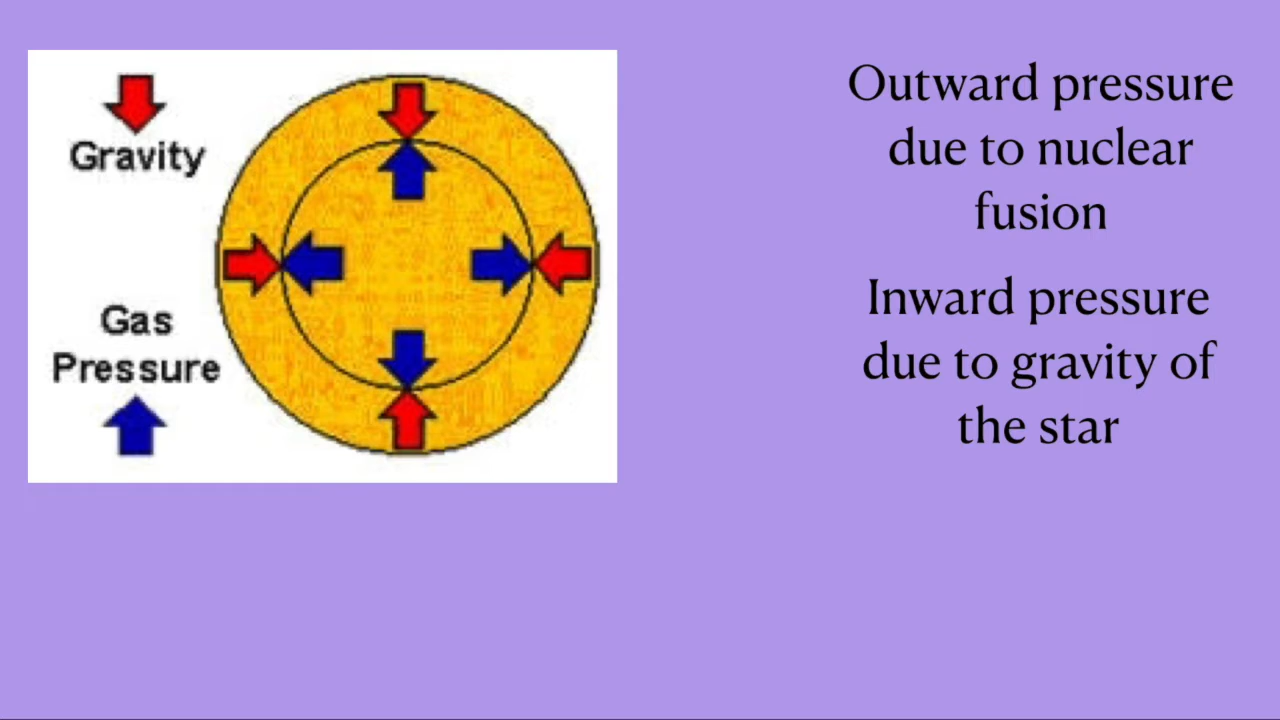 Gravity
Gas
Pressure
Outward pressure
due to nuclear
fusion
Inward pressure
due to gravity of
the star